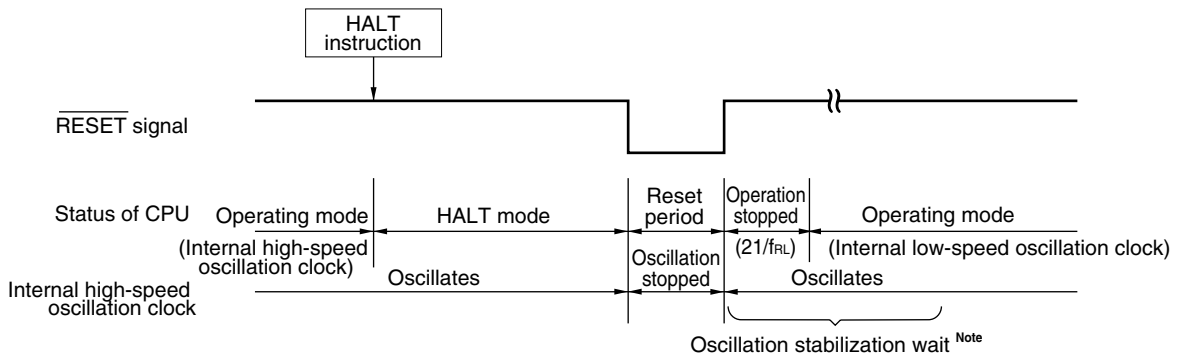 HALT
instruction
RESET signal
Status of CPU
Operating mode
(Internal high-speed
oscillation clock)
HALT mode
Reset
period
Operation
stopped
(21/fRL)
Operating mode
(Internal low-speed oscillation clock)
Internal high-speed
oscillation clock
Oscillates
Oscillation
stopped
Oscillates
Oscillation stabilization wait Note